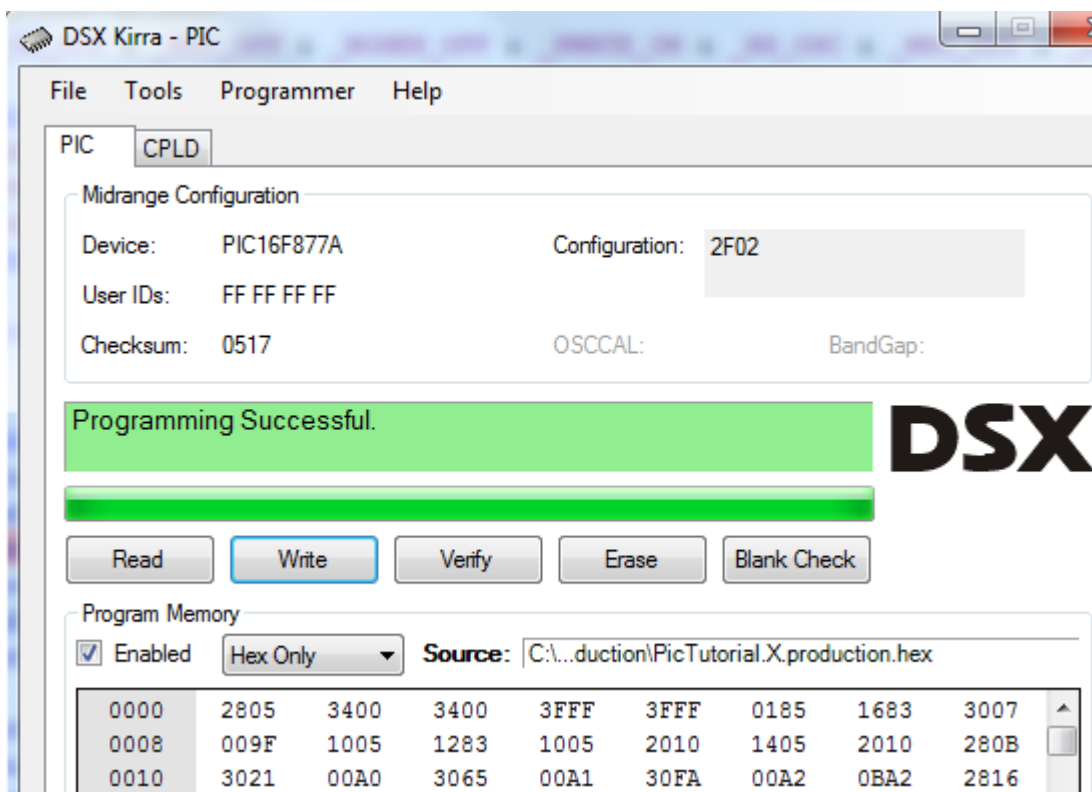 DSX Kirra - PIC
File Tools Programmer Help
PIC CPLD
Midrange Configuration
Device: PIC16F877A Configuration: 2F02
User IDs: FF FF FF FF
Checksum: 0517 OSCCAL: BandGap:
Programming Successful.
DSX
Read Write Verify Erase Blank Check
Program Memory
Enabled Hex Only Source: C:\...duction\PicTutorial.X.production.hex
0000 2805 3400 3400 3FFF 3FFF 0185 1683 3007
0008 009F 1005 1283 1005 2010 1405 2010 280B
0010 3021 00A0 3065 00A1 30FA 00A2 0BA2 2816